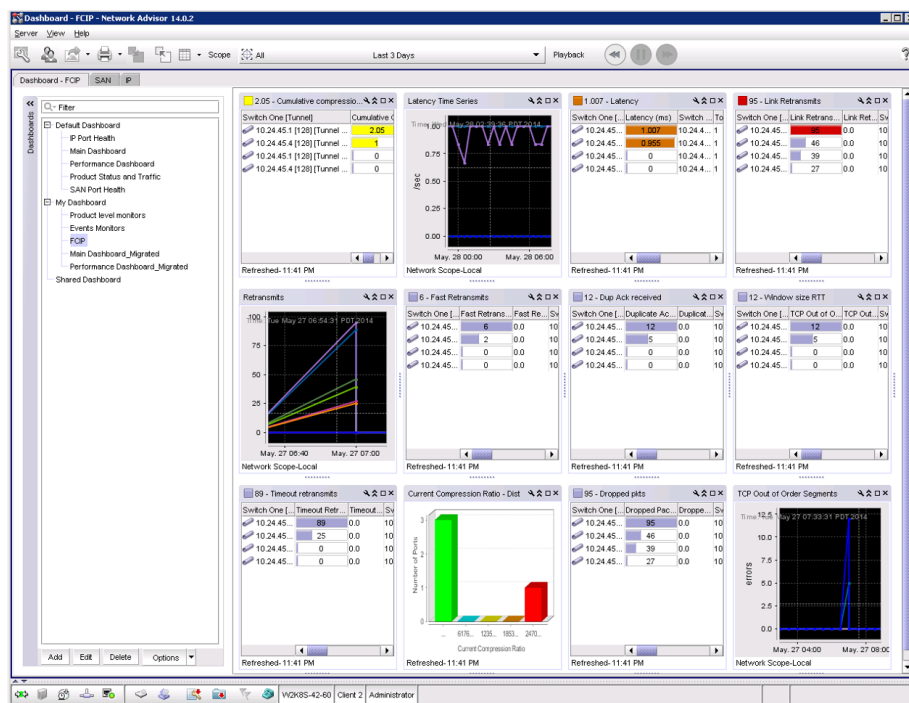 Dashboard - FCIP - Network Advisor 14.0.2
Server View Help
Scope All Last 3 Days Playback
Dashboard - FCIP SAN IP
Dashboards
Filter
Default Dashboard
IP Port Health
Main Dashboard
Performance Dashboard
Product Status and Traffic
SAN Port Health
My Dashboard
Product level monitors
Events Monitors
FCIP
Main Dashboard_Migrated
Performance Dashboard_Migrated
Shared Dashboard
Add Edit Delete Options
2.05 - Cumulative compressio...
Switch One [Tunnel] Cumulative C
10.24.45.1 [128] [Tunnel ... 2.05
10.24.45.4 [128] [Tunnel ... 1
10.24.45.1 [128] [Tunnel ... 0
10.24.45.4 [128] [Tunnel ... 0
Refreshed- 11:41 PM
Latency Time Series
May 28 02:39:36 PDT 2014
1.00
0.75
0.50
0.25
0.00
/sec
May. 28 00:00 May. 28 06:00
Network Scope-Local
1.007 - Latency
Switch One [... Latency (ms) Switch ... To
10.24.45... 1.007 10.24.4... 1
10.24.45... 0.955 10.24.4... 1
10.24.45... 0 10.24.4... 1
10.24.45... 0 10.24.4... 1
Refreshed- 11:41 PM
95 - Link Retransmits
Switch One [... Link Retrans... Link Ret... Sv
10.24.45... 95 0.0 10
10.24.45... 46 0.0 10
10.24.45... 39 0.0 10
10.24.45... 27 0.0 10
Refreshed- 11:41 PM
Retransmits
Time: Tue May 27 06:54:31 PDT 2014
100
75
50
25
0
May. 27 06:40 May. 27 07:00
Network Scope-Local
6 - Fast Retransmits
Switch One [... Fast Retrans... Fast Re... Sv
10.24.45... 6 0.0 10
10.24.45... 2 0.0 10
10.24.45... 0 0.0 10
10.24.45... 0 0.0 10
Refreshed- 11:41 PM
12 - Dup Ack received
Switch One [... Duplicate Ac... Duplicat... Sv
10.24.45... 12 0.0 10
10.24.45... 5 0.0 10
10.24.45... 0 0.0 10
10.24.45... 0 0.0 10
Refreshed- 11:41 PM
12 - Window size RTT
Switch One [... TCP Out of O... TCP Out... Sv
10.24.45... 12 0.0 10
10.24.45... 5 0.0 10
10.24.45... 0 0.0 10
10.24.45... 0 0.0 10
Refreshed- 11:41 PM
89 - Timeout retransmits
Switch One [... Timeout Retr... Timeout... Sv
10.24.45... 89 0.0 10
10.24.45... 25 0.0 10
10.24.45... 0 0.0 10
10.24.45... 0 0.0 10
Refreshed- 11:41 PM
Current Compression Ratio - Dist
Number of Ports
3
2
1
0
... 6176... 1235... 1853... 2470...
Current Compression Ratio
Refreshed- 11:41 PM
95 - Dropped pkts
Switch One [... Dropped Pac... Droppe... Sv
10.24.45... 95 0.0 10
10.24.45... 46 0.0 10
10.24.45... 39 0.0 10
10.24.45... 27 0.0 10
Refreshed- 11:41 PM
TCP Out of Order Segments
May 27 07:33:31 PDT 2014
12.5
10.0
7.5
5.0
2.5
0.0
errors
May. 27 04:00 May. 27 08:00
Network Scope-Local
W2K8S-42-60 Client 2 Administrator